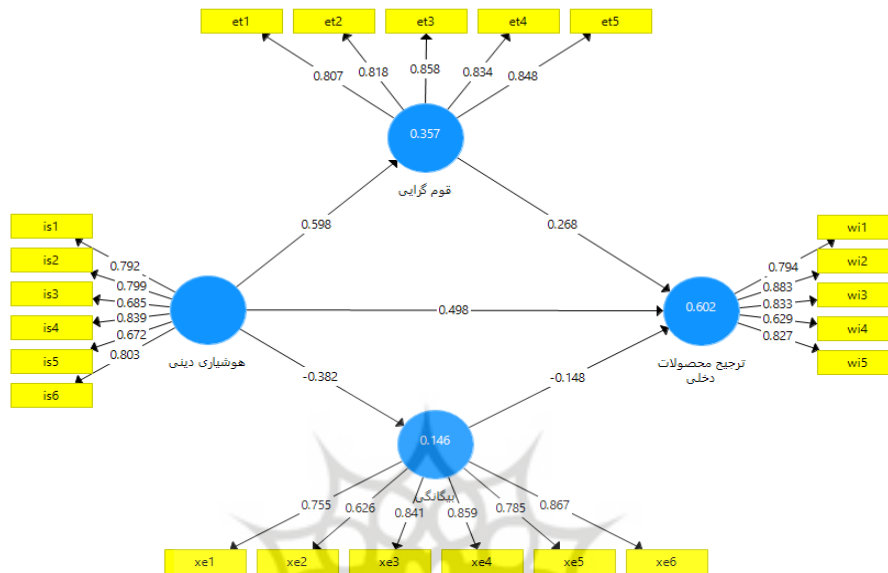 et1 et2 et3 et4 et5
0.807 0.818 0.858 0.834 0.848
0.357
قوم گرایی
0.598 0.268
is1
is2
is3
is4
is5
is6
0.792
0.799
0.685
0.839
0.672
0.803
هوشیاری دینی
0.498
wi1
wi2
wi3
wi4
wi5
0.794
0.883
0.833
0.629
0.827
0.602
ترجیح محصولات
دخلی
-0.382 -0.148
0.146
بیگانگی
0.755 0.626 0.841 0.859 0.785 0.867
xe1 xe2 xe3 xe4 xe5 xe6